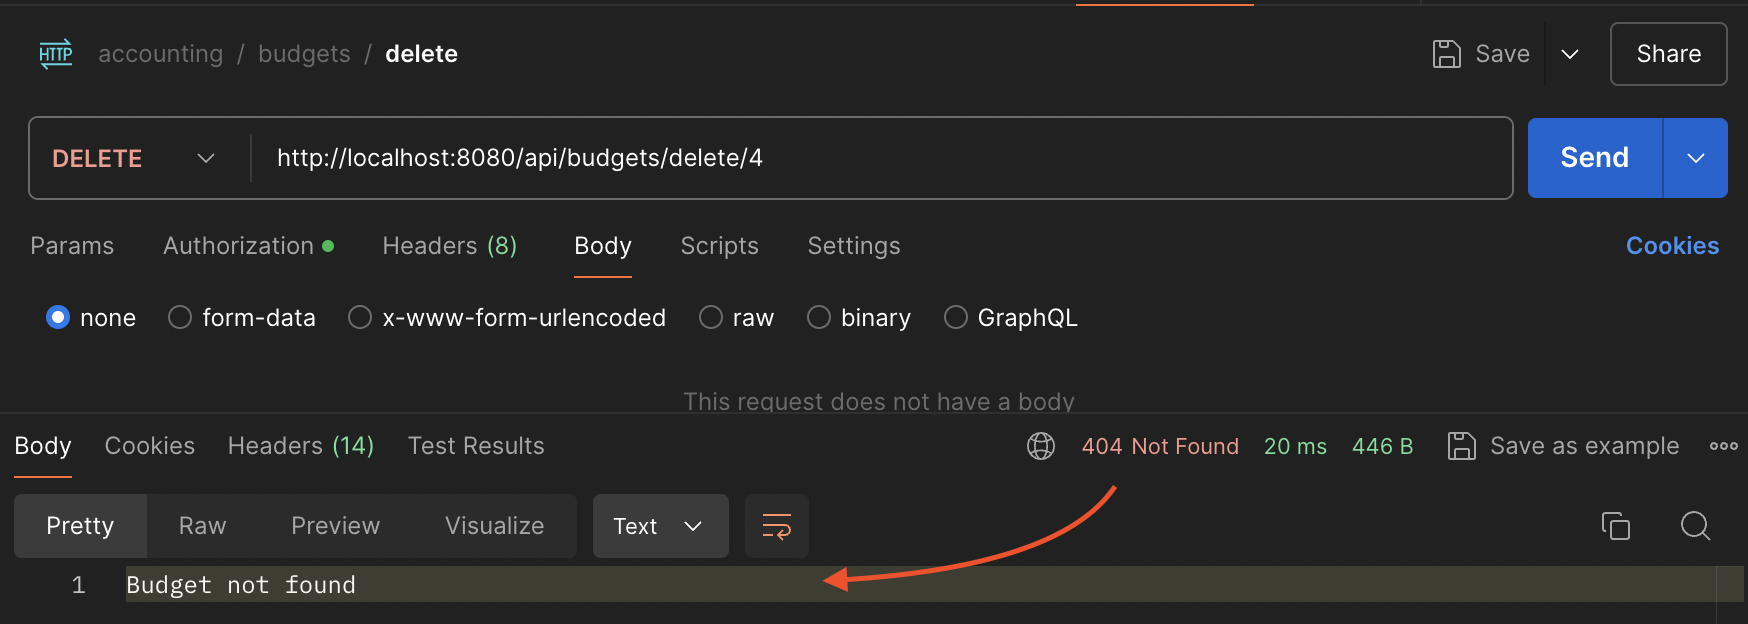 HTTP accounting / budgets / delete Save Share
DELETE http://localhost:8080/api/budgets/delete/4 Send
Params Authorization Headers (8) Body Scripts Settings Cookies
none form-data x-www-form-urlencoded raw binary GraphQL
This request does not have a body
Body Cookies Headers (14) Test Results 404 Not Found 20 ms 446 B Save as example
Pretty Raw Preview Visualize Text
1 Budget not found